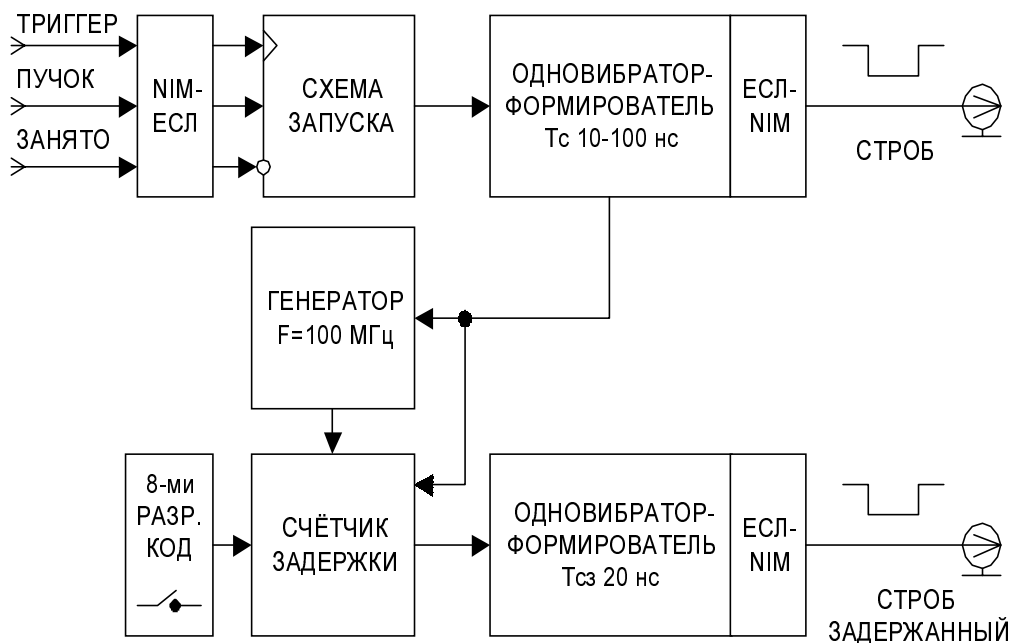 ТРИГГЕР
ПУЧОК
ЗАНЯТО
NIM-
ЕСЛ
СХЕМА
ЗАПУСКА
ОДНОВИБРАТОР-
ФОРМИРОВАТЕЛЬ
Тс 10-100 нс
ЕСЛ-
NIM
СТРОБ
ГЕНЕРАТОР
F=100 МГц
8-ми
РАЗР.
КОД
СЧЁТЧИК
ЗАДЕРЖКИ
ОДНОВИБРАТОР-
ФОРМИРОВАТЕЛЬ
Тсз 20 нс
ЕСЛ-
NIM
СТРОБ
ЗАДЕРЖАННЫЙ